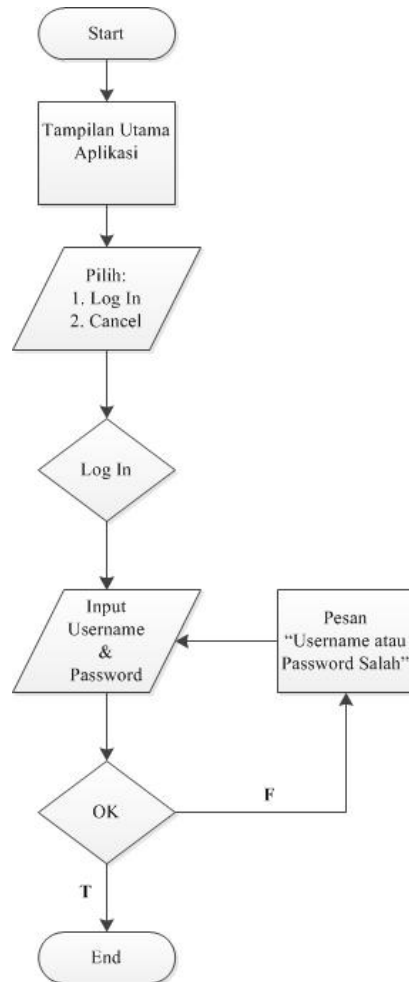 Start
Tampilan Utama
Aplikasi
Pilih:
1. Log In
2. Cancel
Log In
Input
Username
&
Password
Pesan
“Username atau
Password Salah”
OK
F
T
End